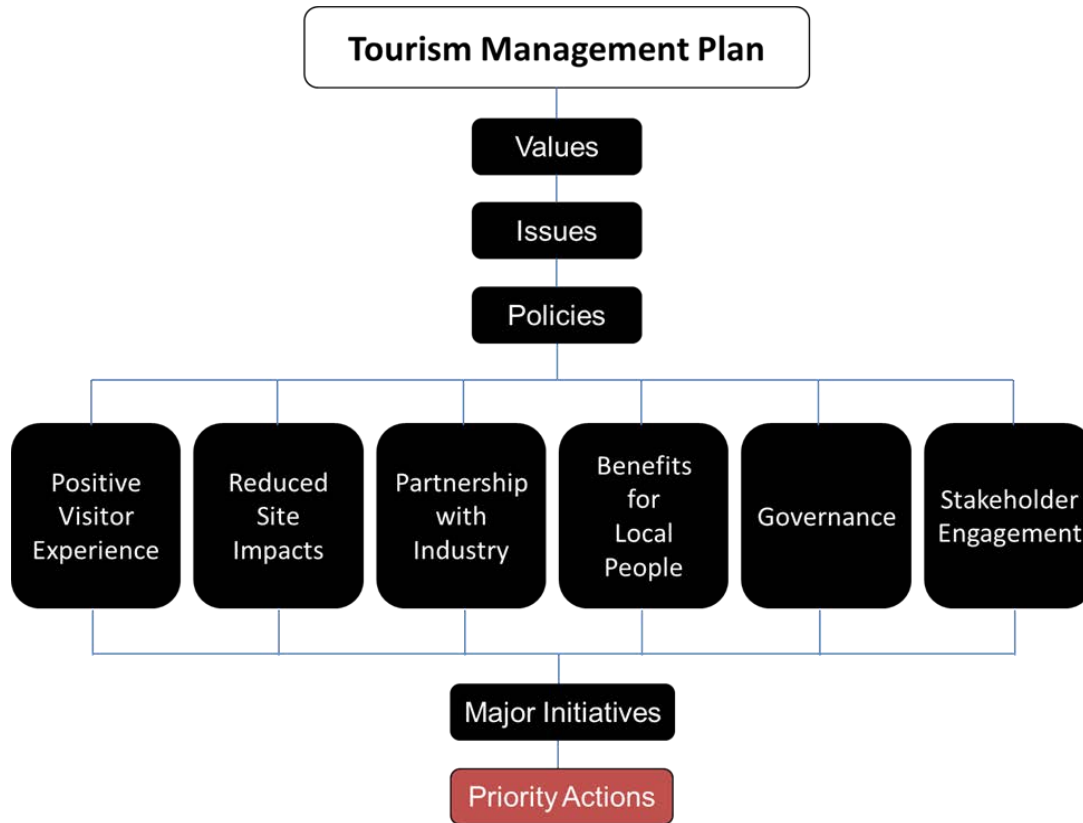 Tourism Management Plan
Values
Issues
Policies
Positive
Visitor
Experience
Reduced
Site
Impacts
Partnership
with
Industry
Benefits
for
Local
People
Governance
Stakeholder
Engagement
Major Initiatives
Priority Actions